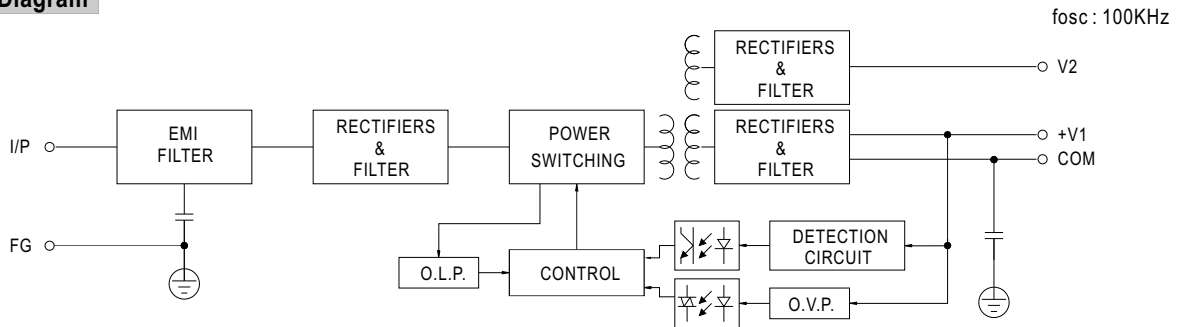 Diagram
fosc : 100KHz
RECTIFIERS
&
FILTER
V2
I/P
EMI
FILTER
RECTIFIERS
&
FILTER
POWER
SWITCHING
RECTIFIERS
&
FILTER
+V1
COM
FG
O.L.P.
CONTROL
DETECTION
CIRCUIT
O.V.P.